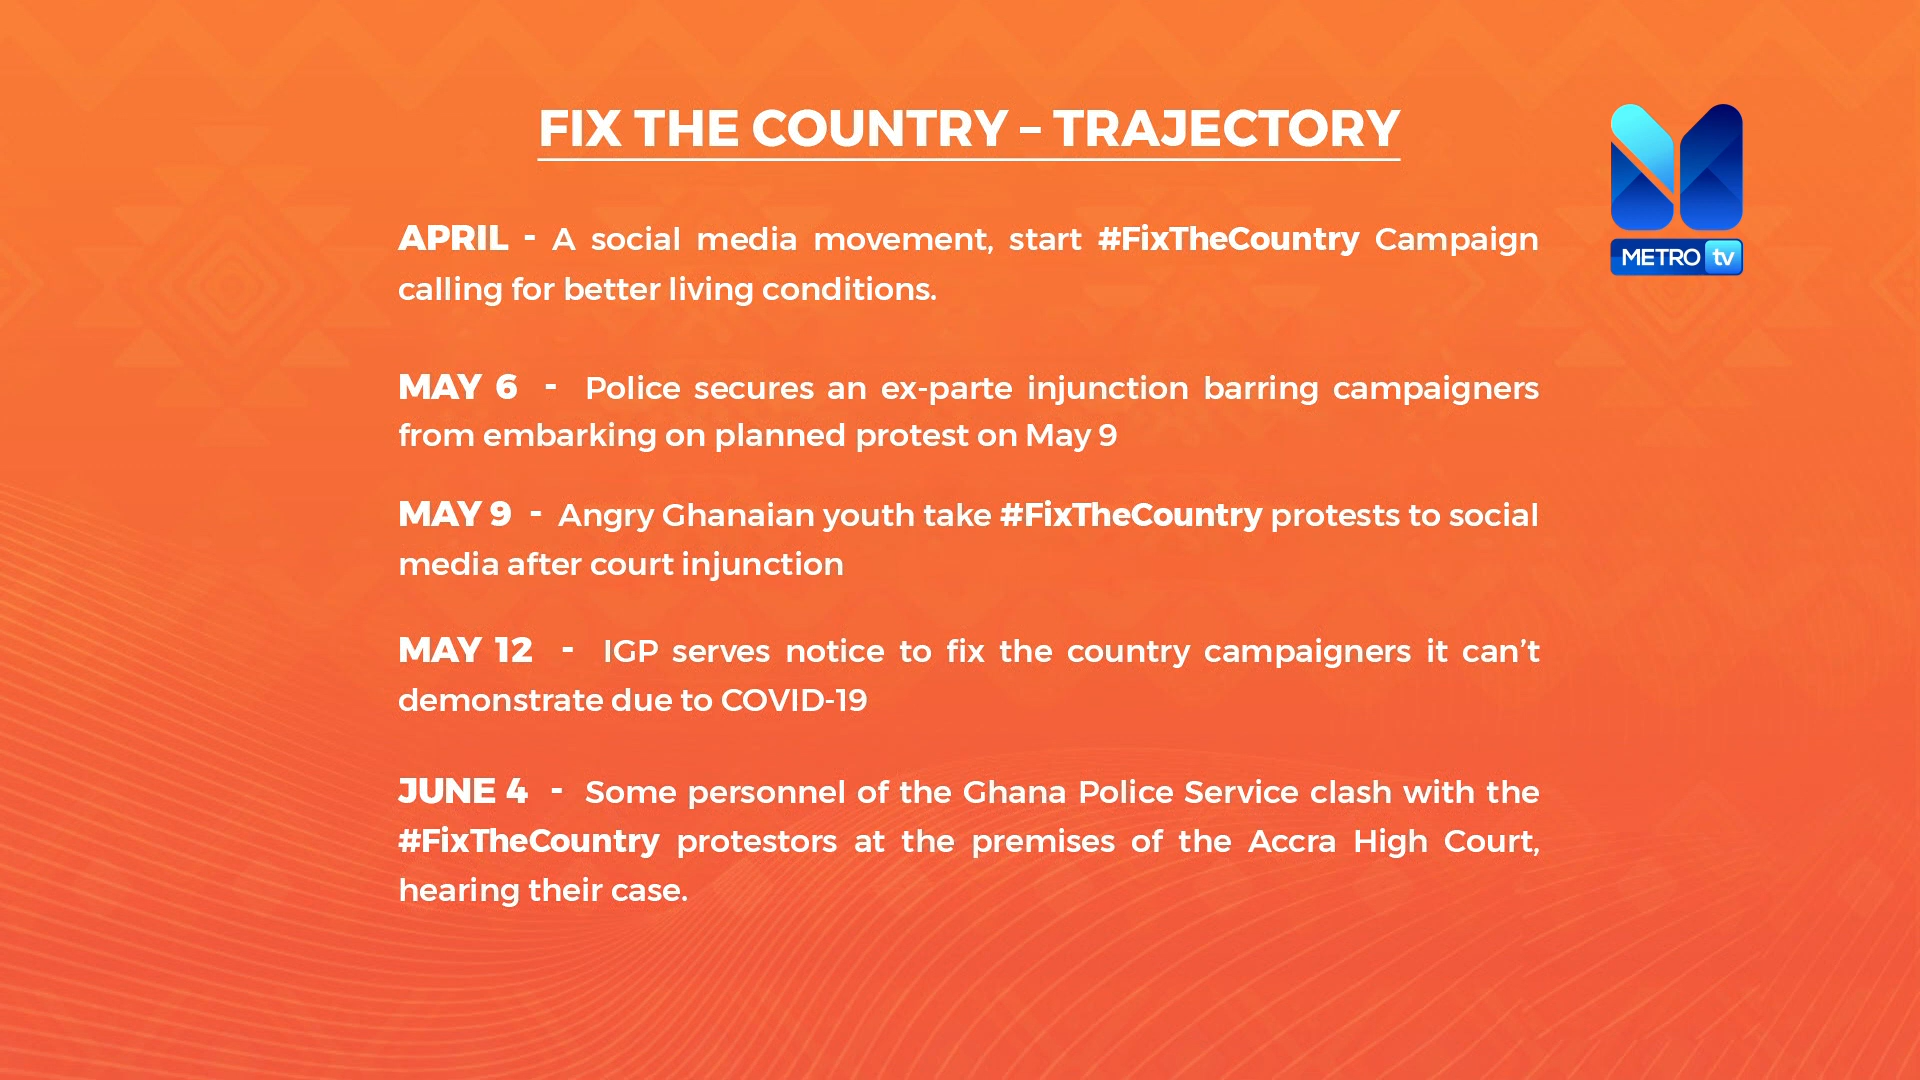 FIX THE COUNTRY – TRAJECTORY
METRO tv
APRIL - A social media movement, start #FixTheCountry Campaign
calling for better living conditions.
MAY 6 - Police secures an ex-parte injunction barring campaigners
from embarking on planned protest on May 9
MAY 9 - Angry Ghanaian youth take #FixTheCountry protests to social
media after court injunction
MAY 12 - IGP serves notice to fix the country campaigners it can't
demonstrate due to COVID-19
JUNE 4 - Some personnel of the Ghana Police Service clash with the
#FixTheCountry protestors at the premises of the Accra High Court,
hearing their case.